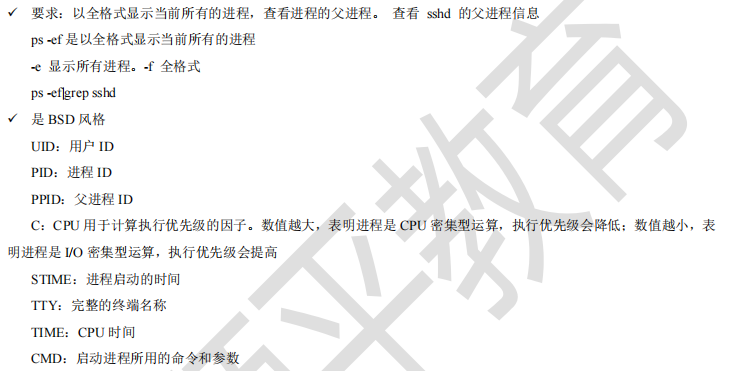 ✓ 要求：以全格式显示当前所有的进程，查看进程的父进程。 查看 sshd 的父进程信息
ps -ef 是以全格式显示当前所有的进程
-e 显示所有进程。-f 全格式
ps -ef|grep sshd
✓ 是 BSD 风格
UID：用户 ID
PID：进程 ID
PPID：父进程 ID
C：CPU 用于计算执行优先级的因子。数值越大，表明进程是 CPU 密集型运算，执行优先级会降低；数值越小，表
明进程是 I/O 密集型运算，执行优先级会提高
STIME：进程启动的时间
TTY：完整的终端名称
TIME：CPU 时间
CMD：启动进程所用的命令和参数
平教育